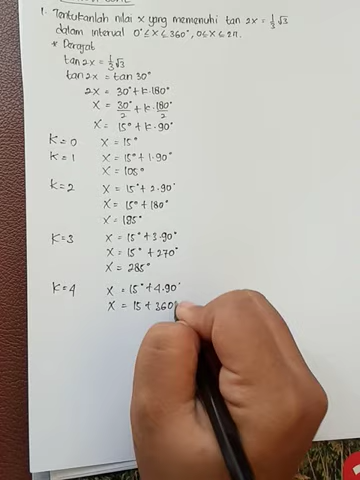 1. Tentukanlah nilai x yang memenuhi tan 2x = 1/3 √3
dalam interval 0° ≤ x ≤ 360°, 0 ≤ x ≤ 2π.
* Derajat
tan 2x = 1/3 √3
tan 2x = tan 30°
2x = 30° + k. 180°
x = 30°/2 + k. 180°/2
x = 15° + k. 90°
k = 0 x = 15°
k = 1 x = 15° + 1. 90°
x = 105°
k = 2 x = 15° + 2. 90°
x = 15° + 180°
x = 195°
k = 3 x = 15° + 3. 90°
x = 15° + 270°
x = 285°
k = 4 x = 15° + 4. 90°
x = 15 + 360°